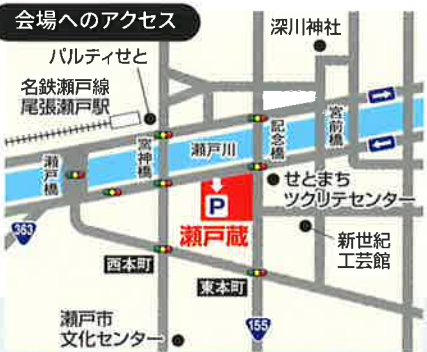 会場へのアクセス
深川神社
パルティせと
名鉄瀬戸線
尾張瀬戸駅
瀬戸橋
宮神橋
瀬戸川
記念橋
宮前橋
せとまち
ツクリテセンター
P
瀬戸蔵
新世紀
工芸館
363
西本町
東本町
瀬戸市
文化センター
155